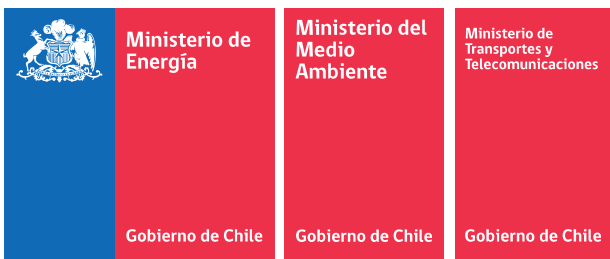 Ministerio de
Energía
Gobierno de Chile
Ministerio del
Medio
Ambiente
Gobierno de Chile
Ministerio de
Transportes y
Telecomunicaciones
Gobierno de Chile